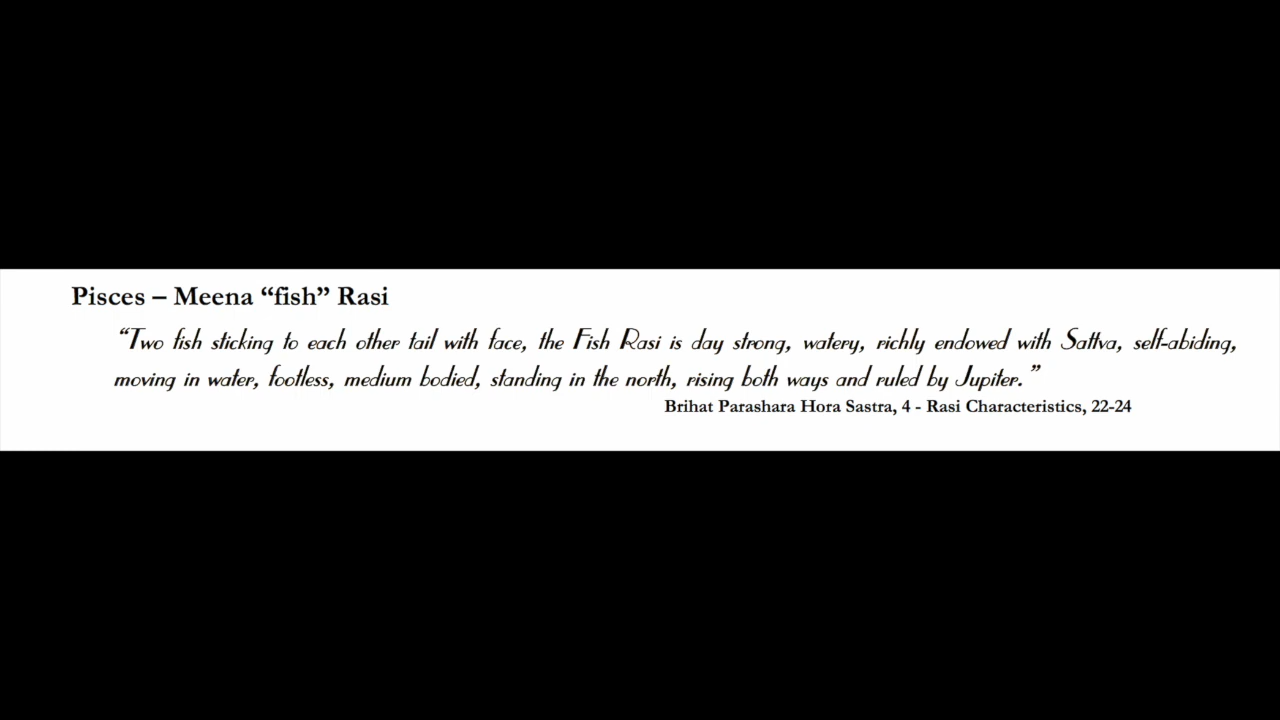 Pisces – Meena “fish” Rasi
“Two fish sticking to each other tail with face, the Fish Rasi is day strong, watery, richly endowed with Sattva, self-abiding,
moving in water, footless, medium bodied, standing in the north, rising both ways and ruled by Jupiter.”
Brihat Parashara Hora Sastra, 4 - Rasi Characteristics, 22-24